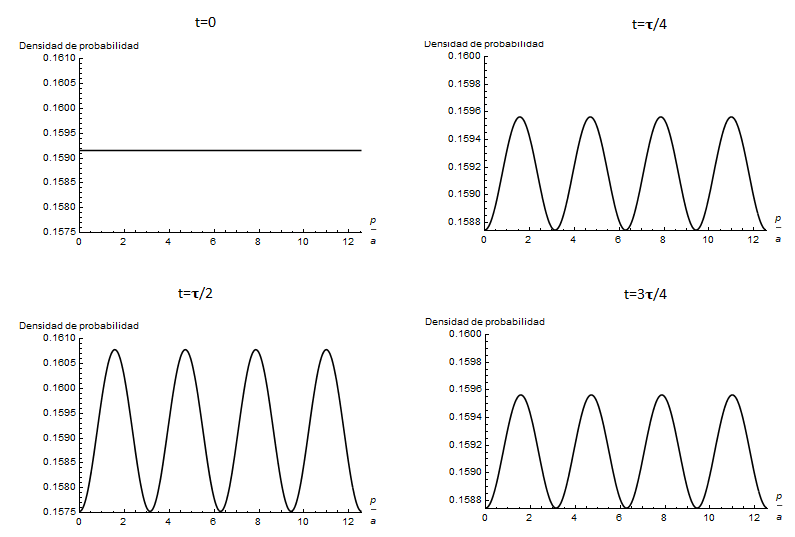 t=0
Densidad de probabilidad
0.1610
0.1605
0.1600
0.1595
0.1590
0.1585
0.1580
0.1575
0 2 4 6 8 10 12
p
a
t=τ/4
Densidad de probabilidad
0.1600
0.1598
0.1596
0.1594
0.1592
0.1590
0.1588
0 2 4 6 8 10 12
p
a
t=τ/2
Densidad de probabilidad
0.1610
0.1605
0.1600
0.1595
0.1590
0.1585
0.1580
0.1575
0 2 4 6 8 10 12
p
a
t=3τ/4
Densidad de probabilidad
0.1600
0.1598
0.1596
0.1594
0.1592
0.1590
0.1588
0 2 4 6 8 10 12
p
a